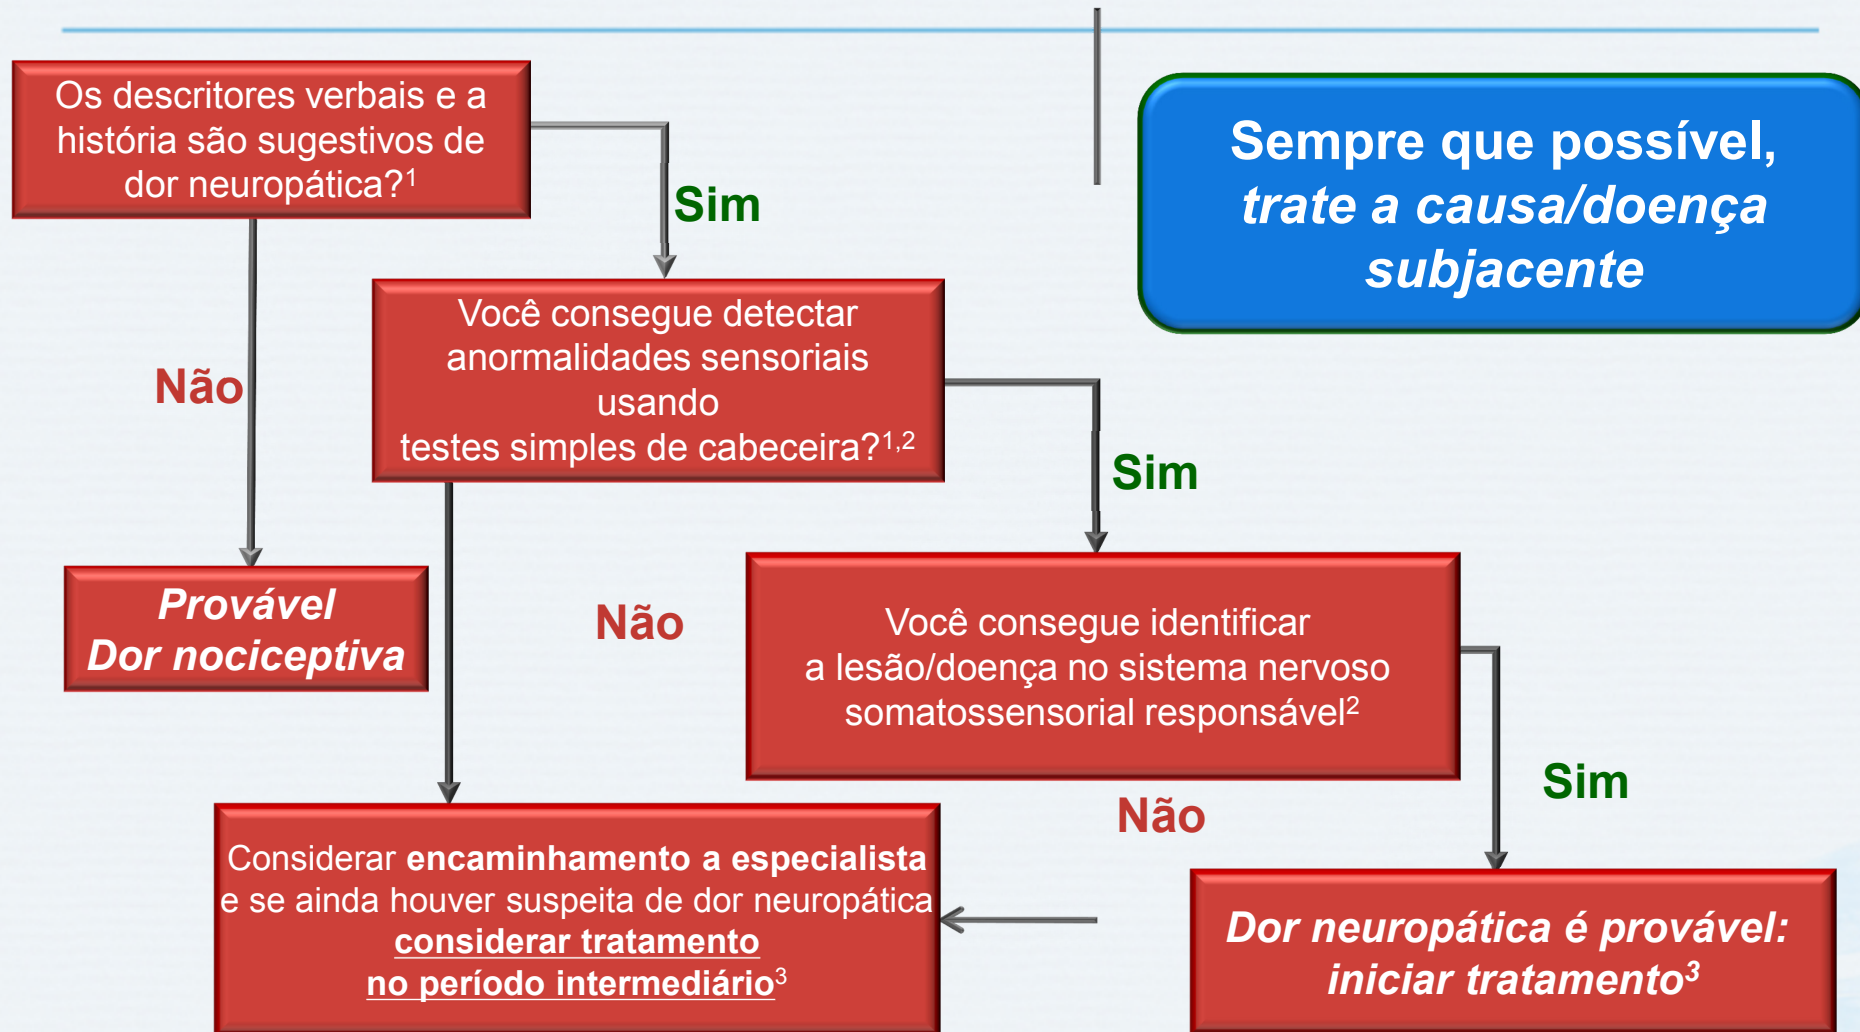 Os descritores verbais e a
história são sugestivos de
dor neuropática?1
Sempre que possível,
trate a causa/doença
subjacente
Sim
Não
Você consegue detectar
anormalidades sensoriais
usando
testes simples de cabeceira?1,2
Sim
Provável
Dor nociceptiva
Não
Você consegue identificar
a lesão/doença no sistema nervoso
somatossensorial responsável2
Sim
Não
Considerar encaminhamento a especialista
e se ainda houver suspeita de dor neuropática
considerar tratamento
no período intermediário3
Dor neuropática é provável:
iniciar tratamento3